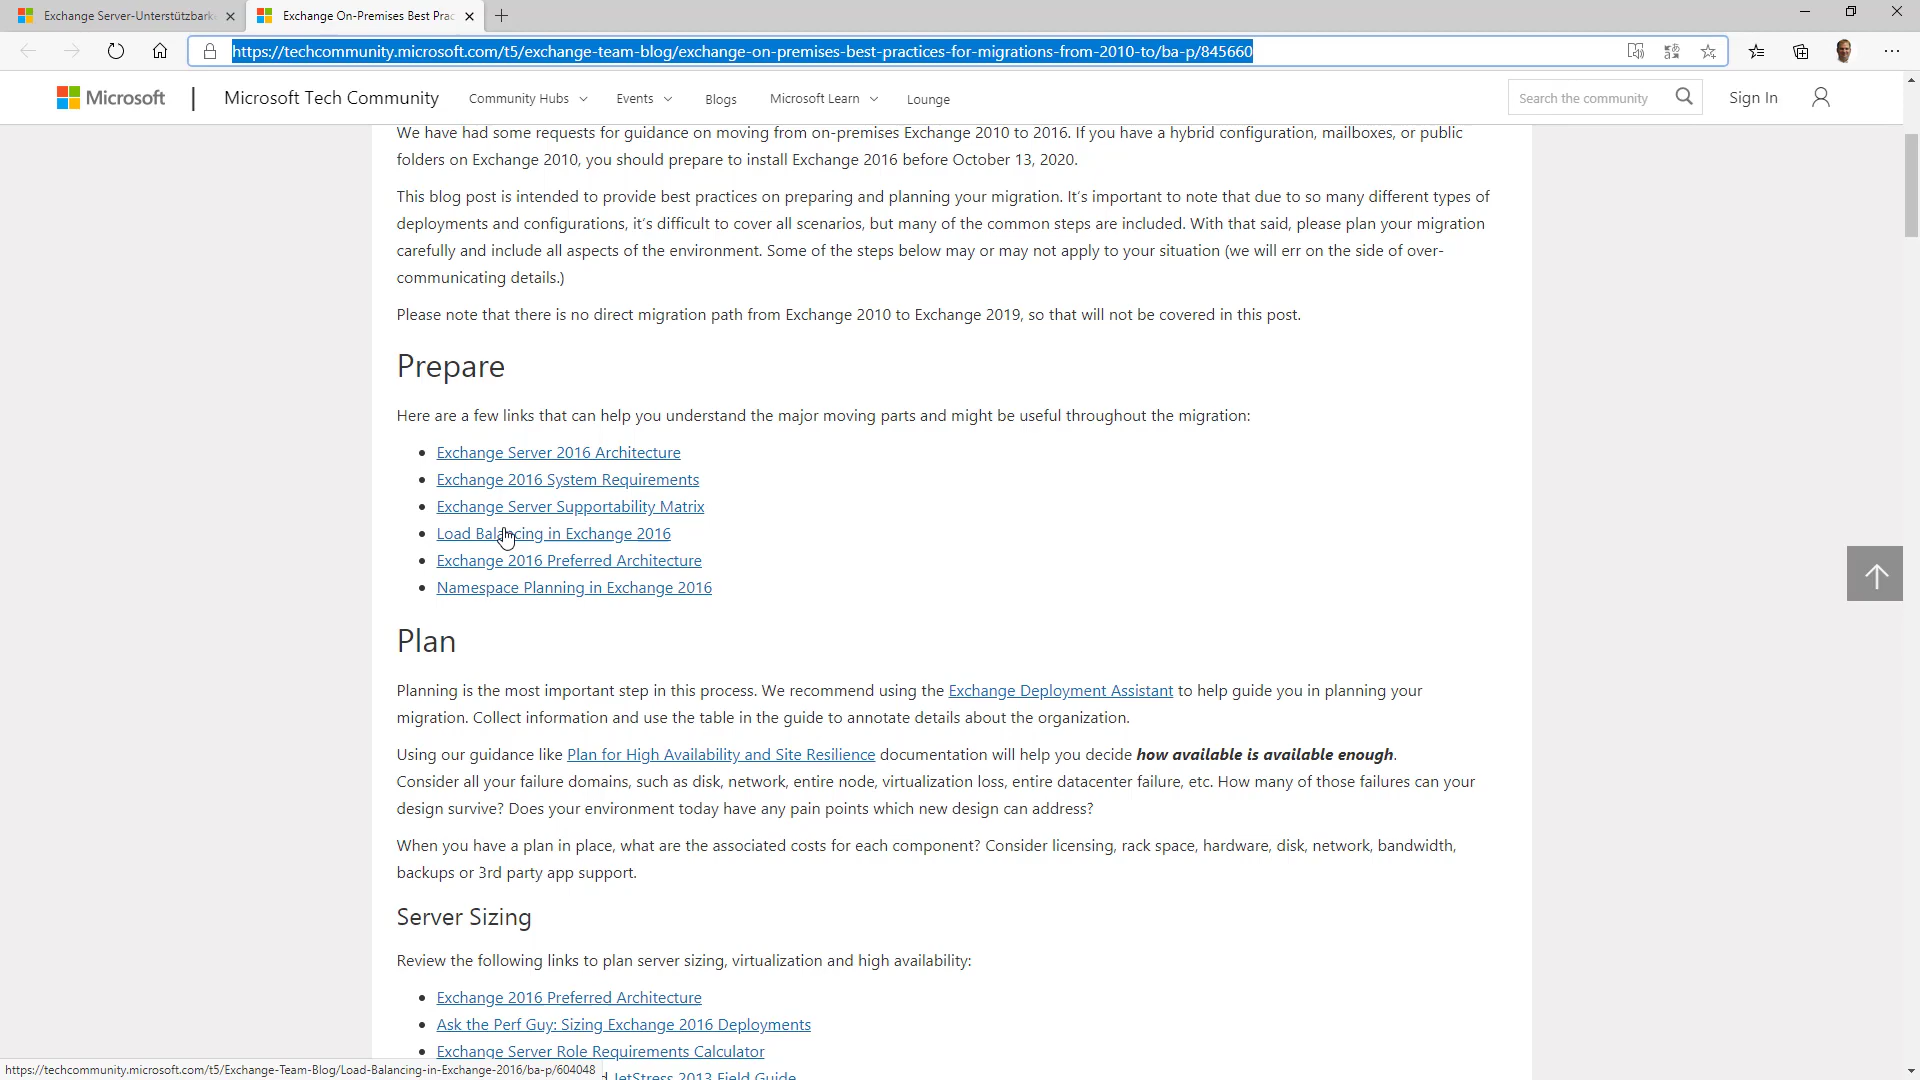 Exchange Server-Unterstützbark
Exchange On-Premises Best Prac
https://techcommunity.microsoft.com/t5/exchange-team-blog/exchange-on-premises-best-practices-for-migrations-from-2010-to/ba-p/845660
Microsoft
Microsoft Tech Community
Community Hubs
Events
Blogs
Microsoft Learn
Lounge
Search the community
Sign In
We have had some requests for guidance on moving from on-premises Exchange 2010 to 2016. If you have a hybrid configuration, mailboxes, or public
folders on Exchange 2010, you should prepare to install Exchange 2016 before October 13, 2020.
This blog post is intended to provide best practices on preparing and planning your migration. It's important to note that due to so many different types of
deployments and configurations, it's difficult to cover all scenarios, but many of the common steps are included. With that said, please plan your migration
carefully and include all aspects of the environment. Some of the steps below may or may not apply to your situation (we will err on the side of over-
communicating details.)
Please note that there is no direct migration path from Exchange 2010 to Exchange 2019, so that will not be covered in this post.
Prepare
Here are a few links that can help you understand the major moving parts and might be useful throughout the migration:
Exchange Server 2016 Architecture
Exchange 2016 System Requirements
Exchange Server Supportability Matrix
Load Balancing in Exchange 2016
Exchange 2016 Preferred Architecture
Namespace Planning in Exchange 2016
Plan
Planning is the most important step in this process. We recommend using the Exchange Deployment Assistant to help guide you in planning your
migration. Collect information and use the table in the guide to annotate details about the organization.
Using our guidance like Plan for High Availability and Site Resilience documentation will help you decide how available is available enough.
Consider all your failure domains, such as disk, network, entire node, virtualization loss, entire datacenter failure, etc. How many of those failures can your
design survive? Does your environment today have any pain points which new design can address?
When you have a plan in place, what are the associated costs for each component? Consider licensing, rack space, hardware, disk, network, bandwidth,
backups or 3rd party app support.
Server Sizing
Review the following links to plan server sizing, virtualization and high availability:
Exchange 2016 Preferred Architecture
Ask the Perf Guy: Sizing Exchange 2016 Deployments
Exchange Server Role Requirements Calculator
JetStress 2013 Field Guide
https://techcommunity.microsoft.com/t5/Exchange-Team-Blog/Load-Balancing-in-Exchange-2016/ba-p/604048